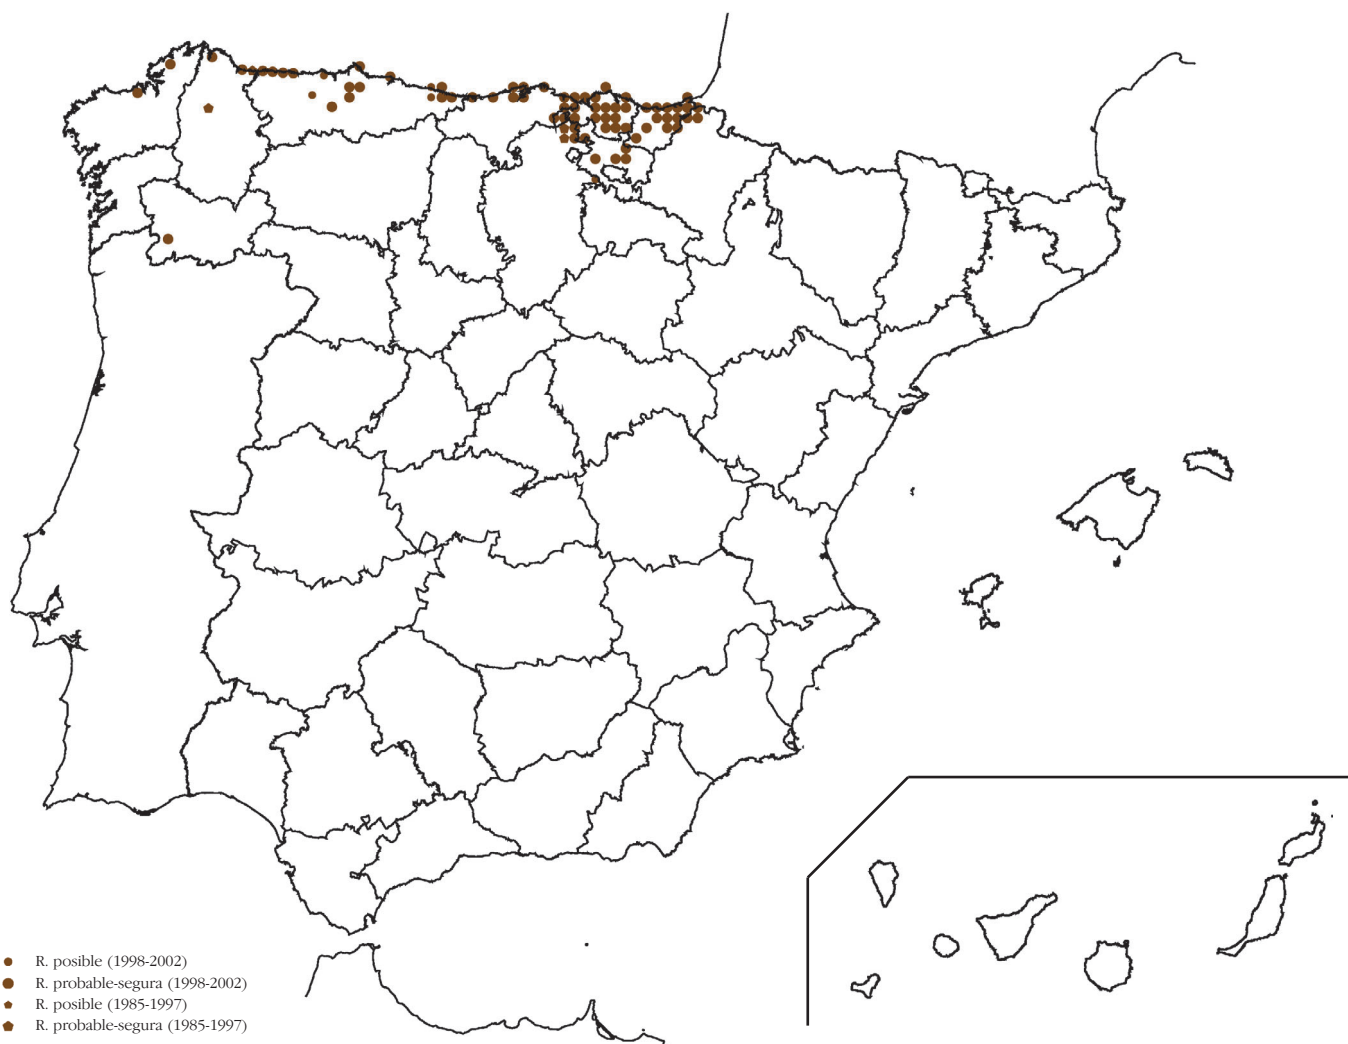 R. posible (1998-2002)
R. probable-segura (1998-2002)
R. posible (1985-1997)
R. probable-segura (1985-1997)